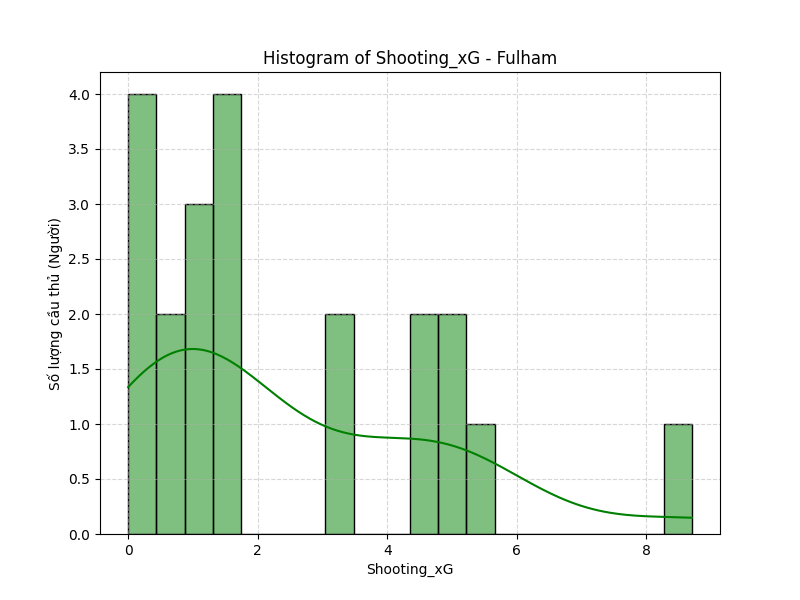 Histogram of Shooting_xG - Fulham
4.0
3.5
3.0
2.5
2.0
1.5
1.0
0.5
0.0
Số lượng cầu thủ (Người)
0 2 4 6 8
Shooting_xG